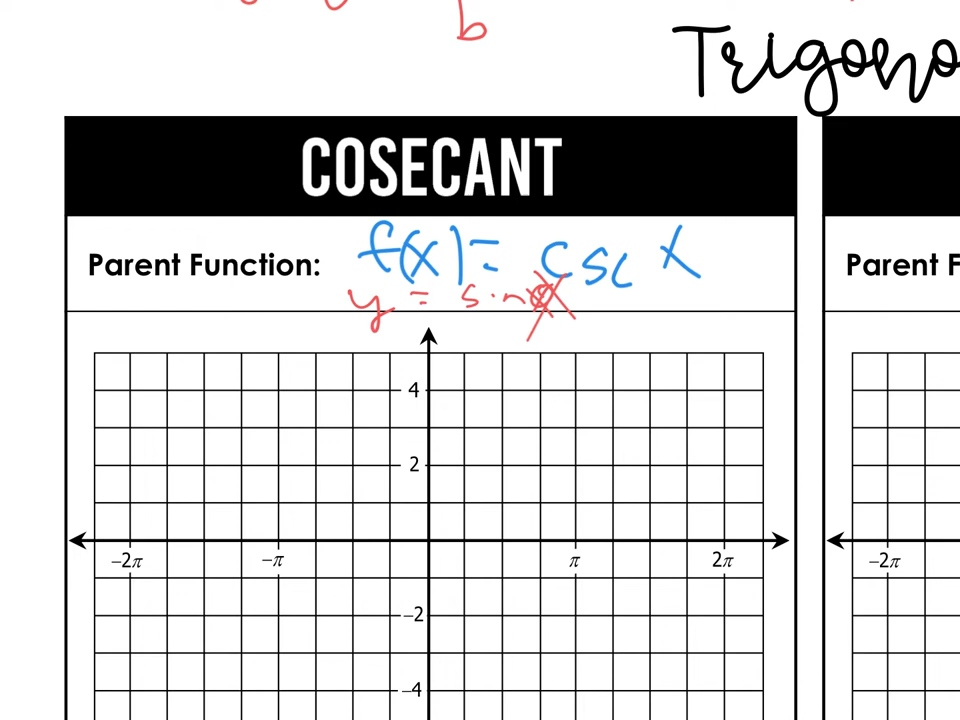 b
Trigono
COSECANT
Parent Function: f(x) = csc x
Parent F
y = sin
4
2
-2π -π π 2π -2π
-2
-4